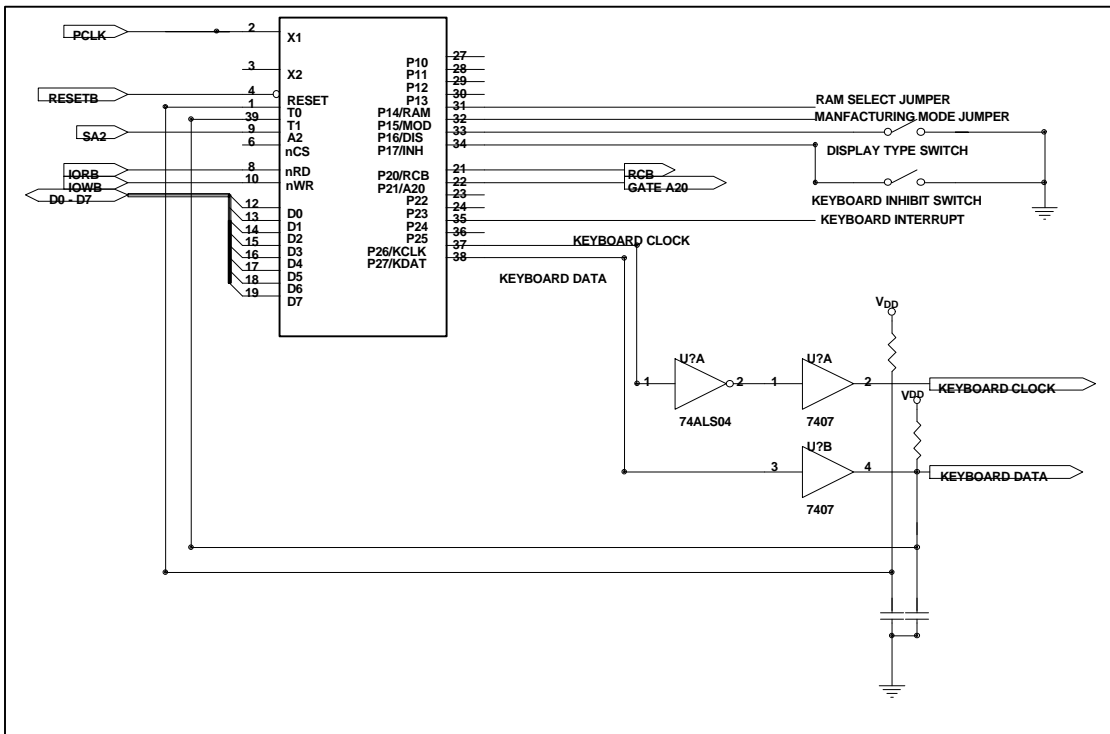 PCLK
2
X1
3
X2
RESETB
4
RESET
1
T0
39
T1
SA2
9
A2
6
nCS
IORB
8
nRD
IOWB
10
nWR
D0 - D7
12
D0
13
D1
14
D2
15
D3
16
D4
17
D5
18
D6
19
D7
P10
27
P11
28
P12
29
P13
30
P14/RAM
31
RAM SELECT JUMPER
P15/MOD
32
MANFACTURING MODE JUMPER
P16/DIS
33
DISPLAY TYPE SWITCH
P17/INH
34
KEYBOARD INHIBIT SWITCH
P20/RCB
21
RCB
P21/A20
22
GATE A20
P22
23
P23
24
P24
35
KEYBOARD INTERRUPT
P25
36
P26/KCLK
37
KEYBOARD CLOCK
P27/KDAT
38
KEYBOARD DATA
VDD
U?A
1
2
74ALS04
U?A
1
2
7407
KEYBOARD CLOCK
VDD
U?B
3
4
7407
KEYBOARD DATA